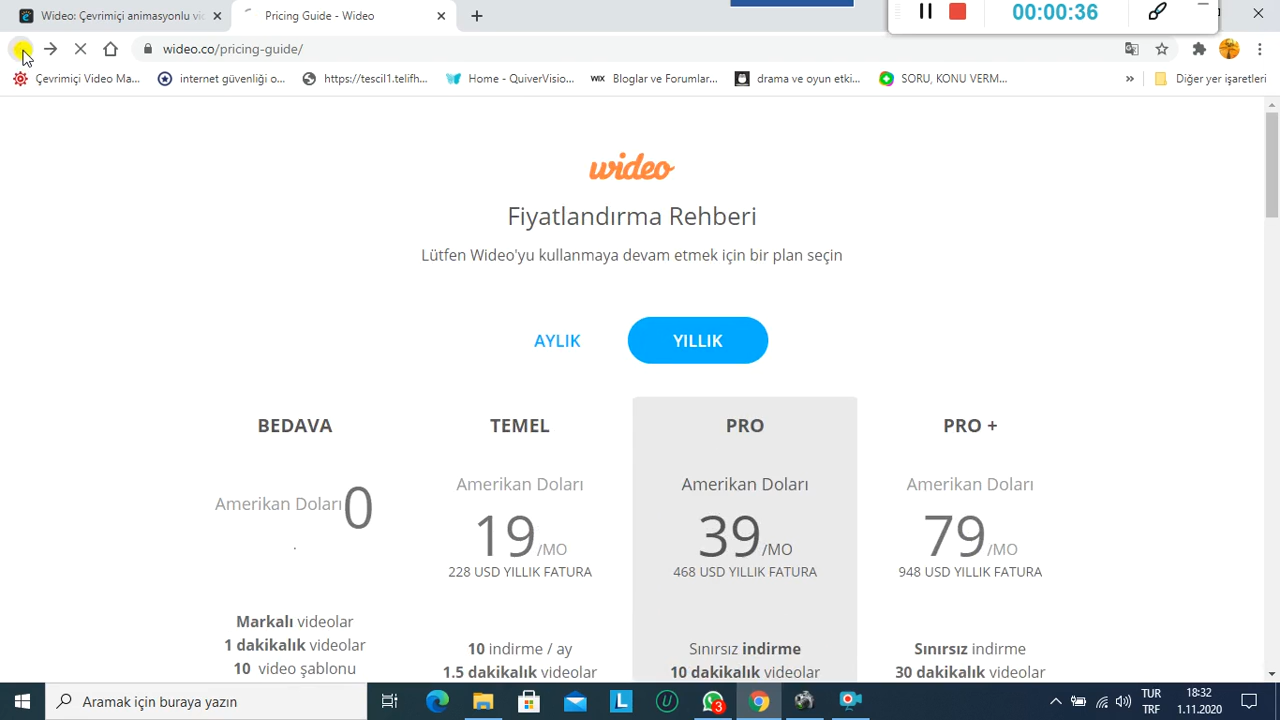 Wideo: Çevrimiçi animasyonlu v
Pricing Guide - Wideo
00:00:36
wideo.co/pricing-guide/
Çevrimiçi Video Ma...
internet güvenliği o...
https://tescil1.telifh...
Home - QuiverVision...
WIX
Bloglar ve Forumlar...
drama ve oyun etki...
SORU, KONU VERM...
»
Diğer yer işaretleri
wideo
Fiyatlandırma Rehberi
Lütfen Wideo'yu kullanmaya devam etmek için bir plan seçin
AYLIK
YILLIK
BEDAVA
Amerikan Doları 0
.
Markalı videolar
1 dakikalık videolar
10 video şablonu
TEMEL
Amerikan Doları
19/MO
228 USD YILLIK FATURA
10 indirme / ay
1.5 dakikalık videolar
PRO
Amerikan Doları
39/MO
468 USD YILLIK FATURA
Sınırsız indirme
10 dakikalık videolar
PRO +
Amerikan Doları
79/MO
948 USD YILLIK FATURA
Sınırsız indirme
30 dakikalık videolar
Aramak için buraya yazın
L
U
3
TUR
TRF
18:32
1.11.2020